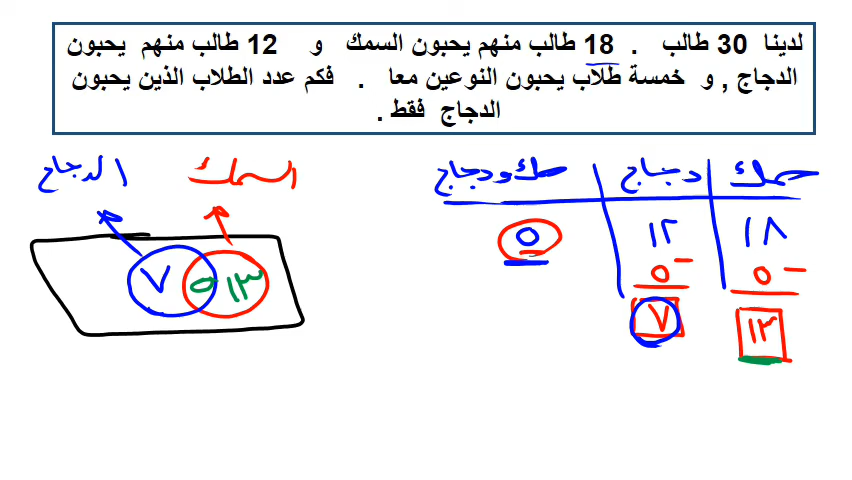 لدينا 30 طالب . 18 طالب منهم يحبون السمك و 12 طالب منهم يحبون
الدجاج , و خمسة طلاب يحبون النوعين معا . فكم عدد الطلاب الذين يحبون
الدجاج فقط .
سمك دجاج سمك ودجاج
١٨ ١٢ ٥
٥ - ٥ -
١٣ ٧
السمك الدجاج
١٣ ٥ ٧